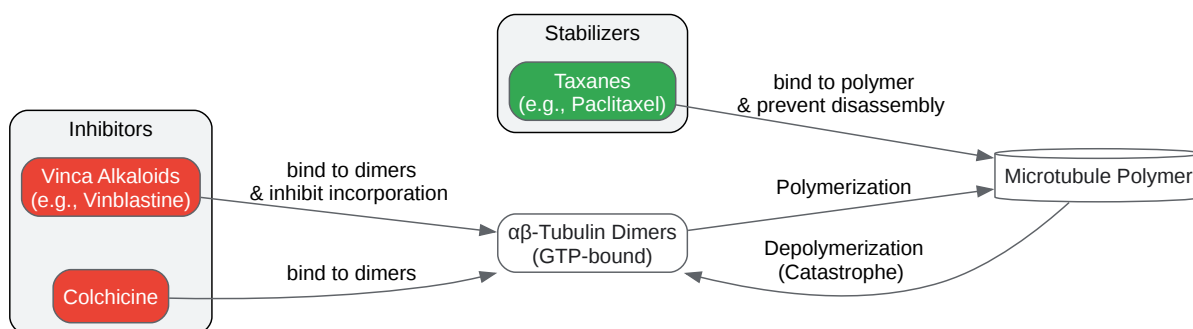 Stabilizers
Taxanes
(e.g., Paclitaxel)
bind to polymer
& prevent disassembly
Inhibitors
Vinca Alkaloids
(e.g., Vinblastine)
bind to dimers
& inhibit incorporation
Colchicine
bind to dimers
αβ-Tubulin Dimers
(GTP-bound)
Polymerization
Depolymerization
(Catastrophe)
Microtubule Polymer